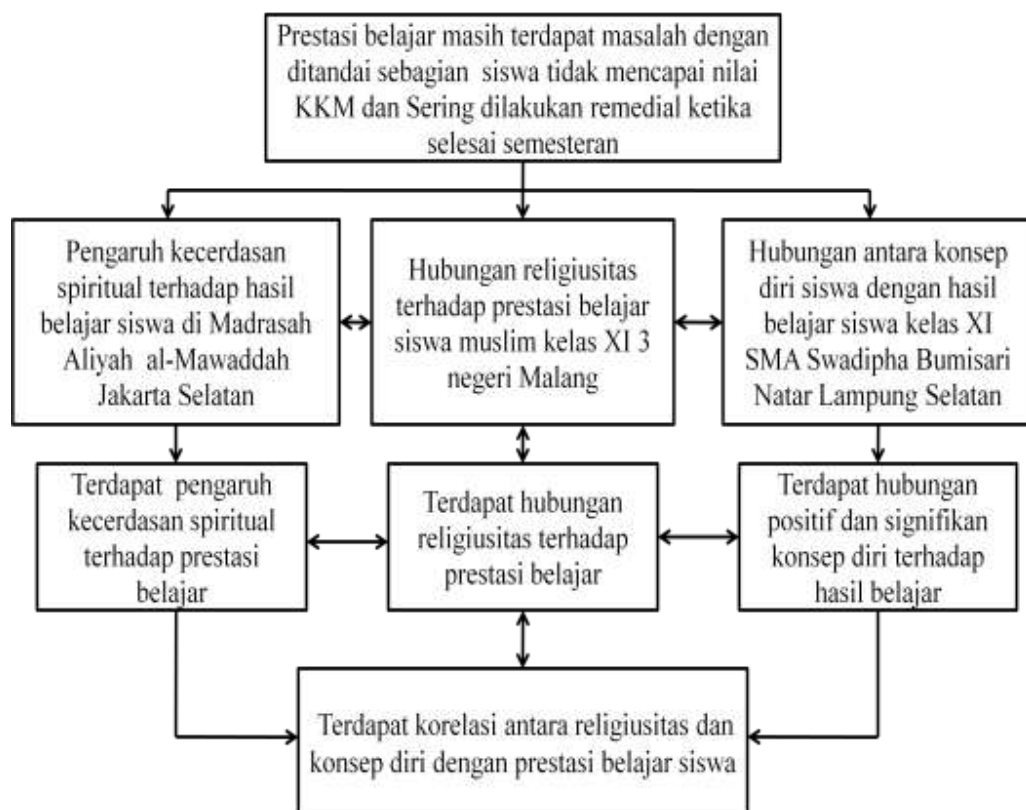 Prestasi belajar masih terdapat masalah dengan
ditandai sebagian siswa tidak mencapai nilai
KKM dan Sering dilakukan remedial ketika
selesai semesteran
Pengaruh kecerdasan
spiritual terhadap hasil
belajar siswa di Madrasah
Aliyah al-Mawaddah
Jakarta Selatan
Hubungan religiusitas
terhadap prestasi belajar
siswa muslim kelas XI 3
negeri Malang
Hubungan antara konsep
diri siswa dengan hasil
belajar siswa kelas XI
SMA Swadipha Bumisari
Natar Lampung Selatan
Terdapat pengaruh
kecerdasan spiritual
terhadap prestasi
belajar
Terdapat hubungan
religiusitas terhadap
prestasi belajar
Terdapat hubungan
positif dan signifikan
konsep diri terhadap
hasil belajar
Terdapat korelasi antara religiusitas dan
konsep diri dengan prestasi belajar siswa